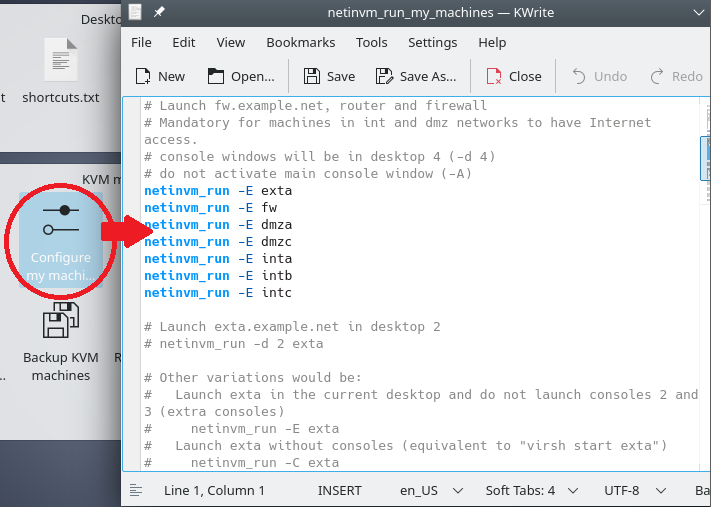 Deskto
netinvm_run_my_machines — KWrite
File Edit View Bookmarks Tools Settings Help
New Open... Save Save As... Close Undo Redo
shortcuts.txt
# Launch fw.example.net, router and firewall
# Mandatory for machines in int and dmz networks to have Internet
access.
# console windows will be in desktop 4 (-d 4)
# do not activate main console window (-A)
netinvm_run -E exta
netinvm_run -E fw
netinvm_run -E dmza
netinvm_run -E dmzc
netinvm_run -E inta
netinvm_run -E intb
netinvm_run -E intc
# Launch exta.example.net in desktop 2
# netinvm_run -d 2 exta
# Other variations would be:
#   Launch exta in the current desktop and do not launch consoles 2 and
3 (extra consoles)
#     netinvm_run -E exta
#   Launch exta without consoles (equivalent to "virsh start exta")
#     netinvm_run -C exta
KVM m
Configure
my machi...
Backup KVM
machines
R
Line 1, Column 1 INSERT en_US Soft Tabs: 4 UTF-8 Ba